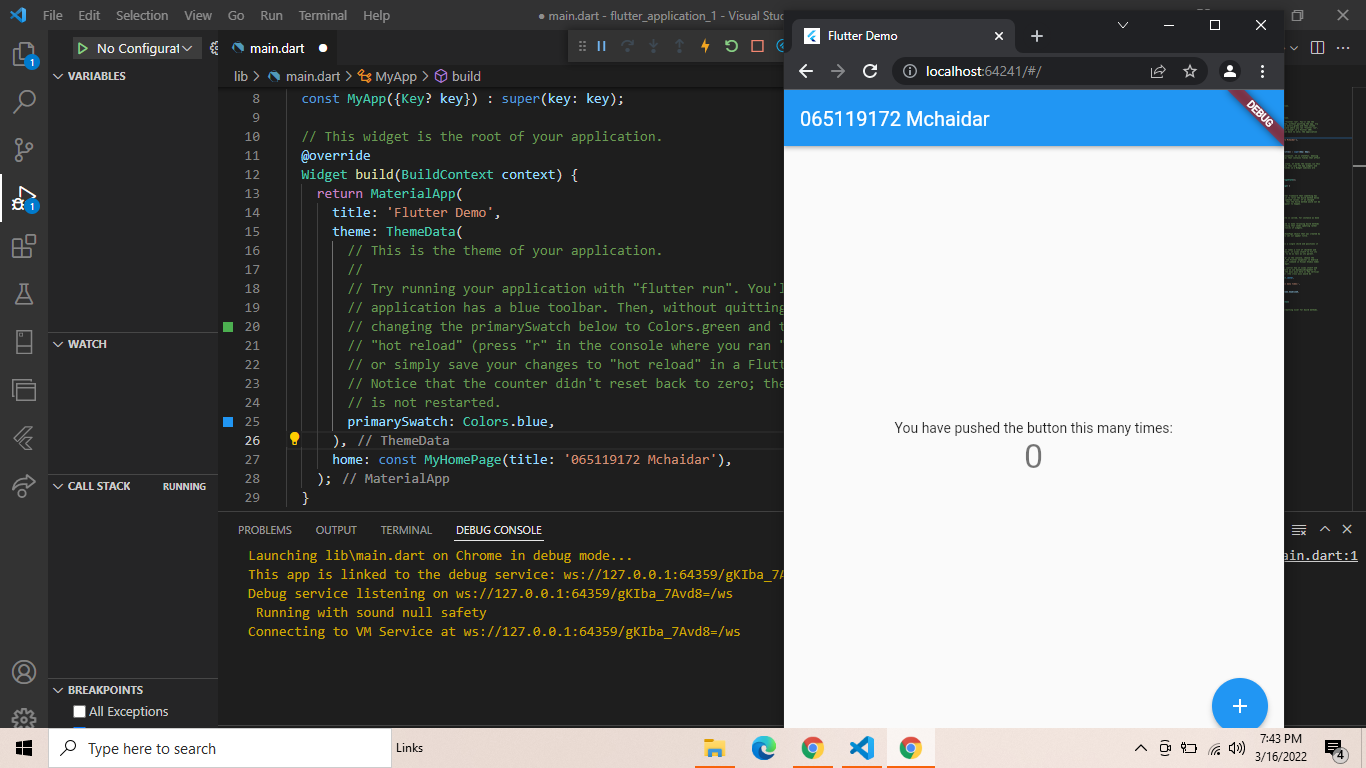 File Edit Selection View Go Run Terminal Help
● main.dart - flutter_application_1 - Visual Stud
No Configurat
main.dart ●
VARIABLES
lib > main.dart > MyApp > build
8 const MyApp({Key? key}) : super(key: key);
9
10 // This widget is the root of your application.
11 @override
12 Widget build(BuildContext context) {
13 return MaterialApp(
14 title: 'Flutter Demo',
15 theme: ThemeData(
16 // This is the theme of your application.
17 //
18 // Try running your application with "flutter run". You'l
19 // application has a blue toolbar. Then, without quitting
20 // changing the primarySwatch below to Colors.green and t
21 // "hot reload" (press "r" in the console where you ran "
22 // or simply save your changes to "hot reload" in a Flutt
23 // Notice that the counter didn't reset back to zero; the
24 // is not restarted.
25 primarySwatch: Colors.blue,
26 ), // ThemeData
27 home: const MyHomePage(title: '065119172 Mchaidar'),
28 ); // MaterialApp
29 }
1
1
WATCH
CALL STACK RUNNING
BREAKPOINTS
All Exceptions
PROBLEMS OUTPUT TERMINAL DEBUG CONSOLE
Launching lib\main.dart on Chrome in debug mode...
ain.dart:1
This app is linked to the debug service: ws://127.0.0.1:64359/gKIba_7A
Debug service listening on ws://127.0.0.1:64359/gKIba_7Avd8=/ws
Running with sound null safety
Connecting to VM Service at ws://127.0.0.1:64359/gKIba_7Avd8=/ws
Flutter Demo
localhost:64241/#/
065119172 Mchaidar
DEBUG
You have pushed the button this many times:
0
+
Type here to search
Links
7:43 PM
3/16/2022
4